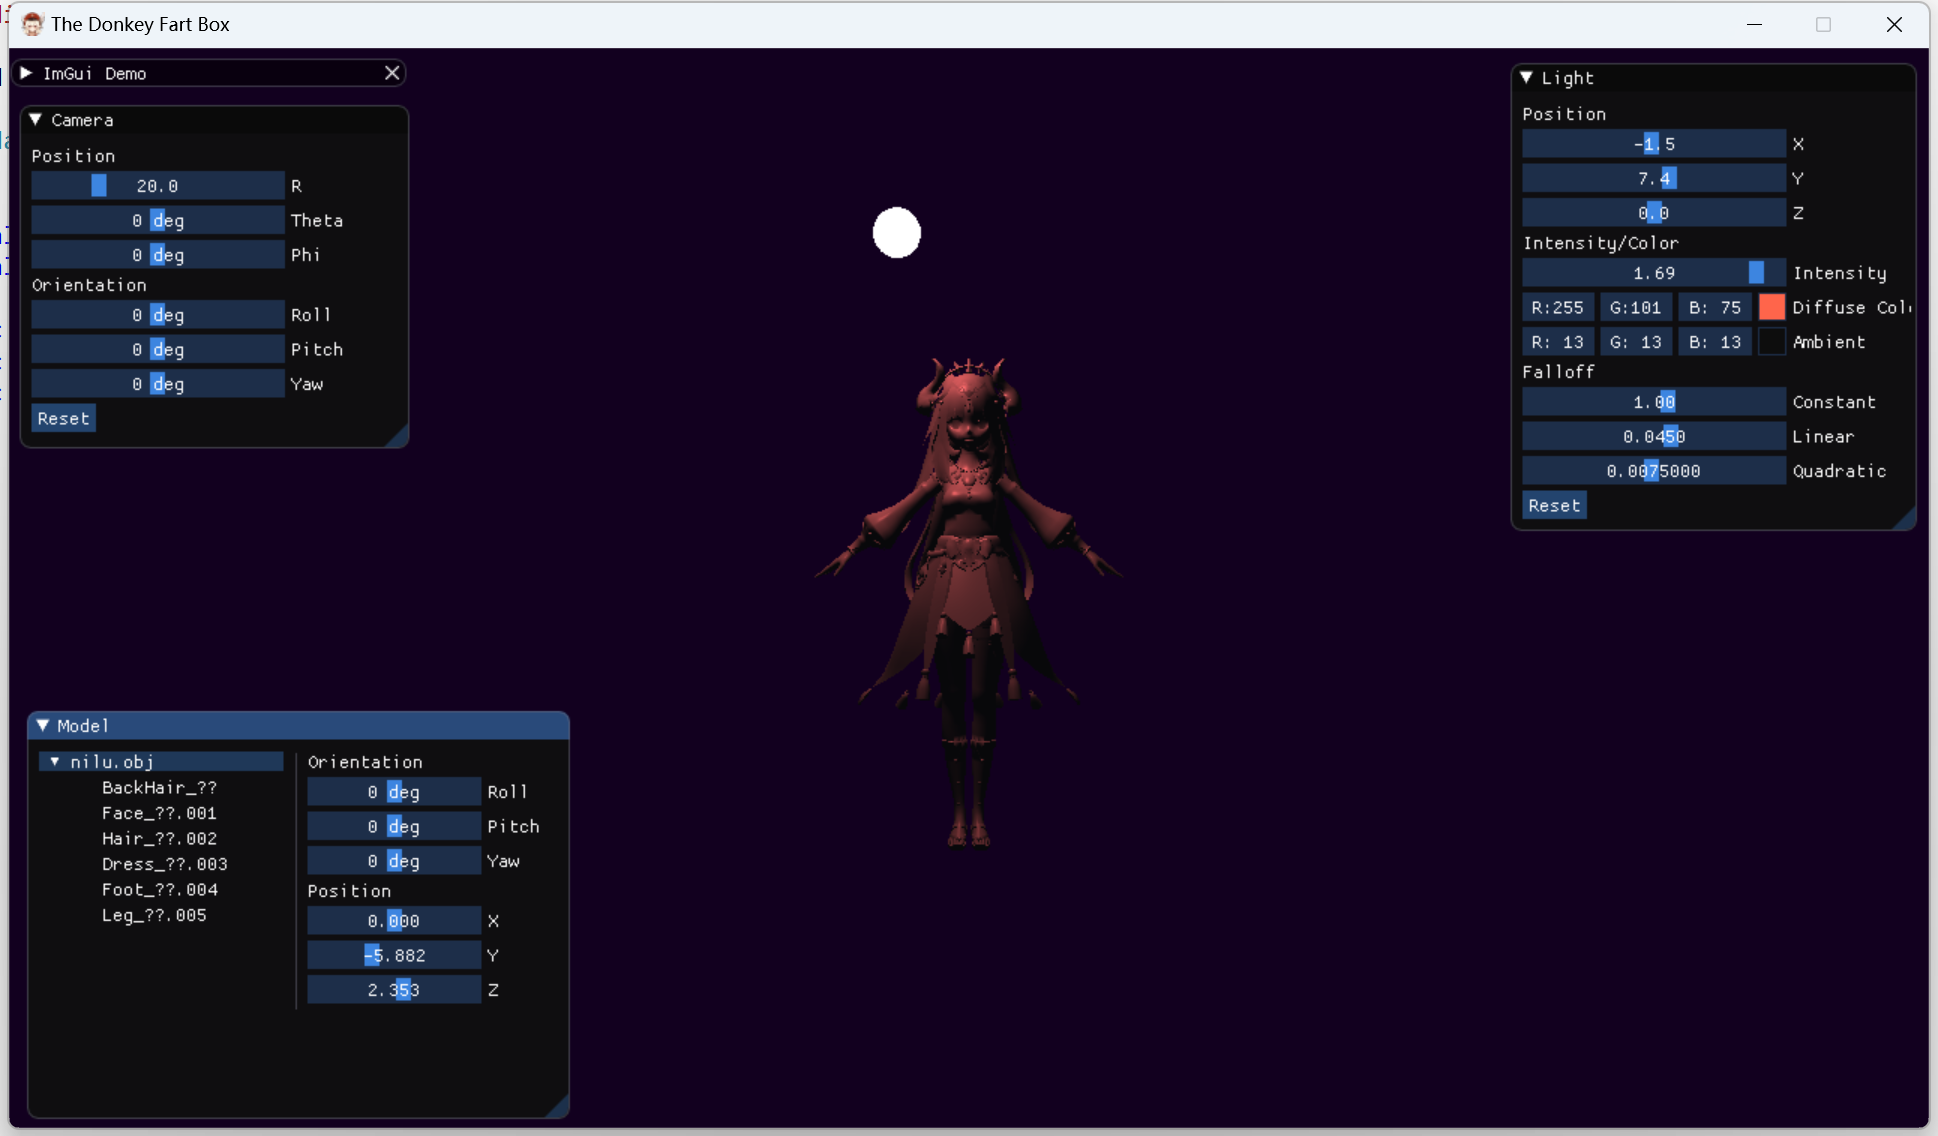 The Donkey Fart Box
ImGui Demo
Camera
Position
20.0 R
0 deg Theta
0 deg Phi
Orientation
0 deg Roll
0 deg Pitch
0 deg Yaw
Reset
Light
Position
-1.5 X
7.4 Y
0.0 Z
Intensity/Color
1.69 Intensity
R:255 G:101 B: 75 Diffuse Col
R: 13 G: 13 B: 13 Ambient
Falloff
1.00 Constant
0.0450 Linear
0.0075000 Quadratic
Reset
Model
nilu.obj
BackHair_??
Face_??.001
Hair_??.002
Dress_??.003
Foot_??.004
Leg_??.005
Orientation
0 deg Roll
0 deg Pitch
0 deg Yaw
Position
0.000 X
-5.882 Y
2.353 Z